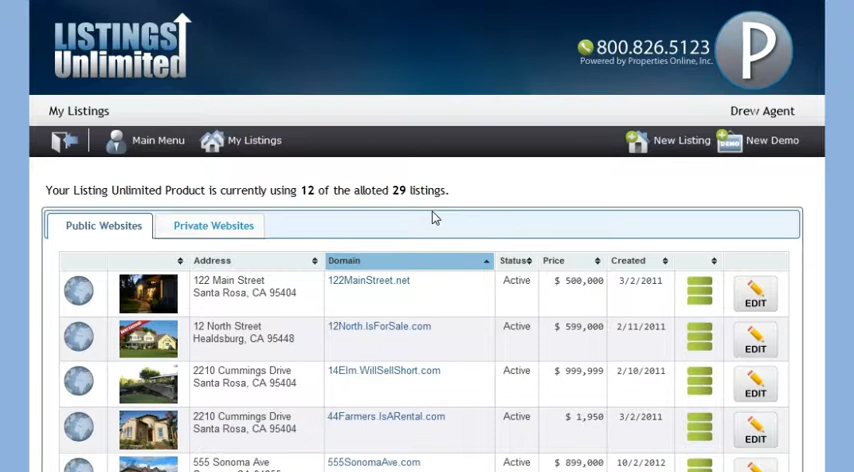 LISTINGS
Unlimited
800.826.5123
Powered by Properties Online, Inc.
P
My Listings
Drew Agent
Main Menu
My Listings
New Listing
DEMO
New Demo
Your Listing Unlimited Product is currently using 12 of the alloted 29 listings.
Public Websites
Private Websites
Address Domain Status Price Created
122 Main Street 122MainStreet.net Active $ 500,000 3/2/2011
Santa Rosa, CA 95404
EDIT
12 North Street 12North.IsForSale.com Active $ 599,000 2/11/2011
Healdsburg, CA 95448
EDIT
2210 Cummings Drive 14Elm.WillSellShort.com Active $ 999,999 2/10/2011
Santa Rosa, CA 95404
EDIT
2210 Cummings Drive 44Farmers.IsARental.com Active $ 1,950 3/2/2011
Santa Rosa, CA 95404
EDIT
555 Sonoma Ave 555SonomaAve.com Active $ 899,000 10/2/2012